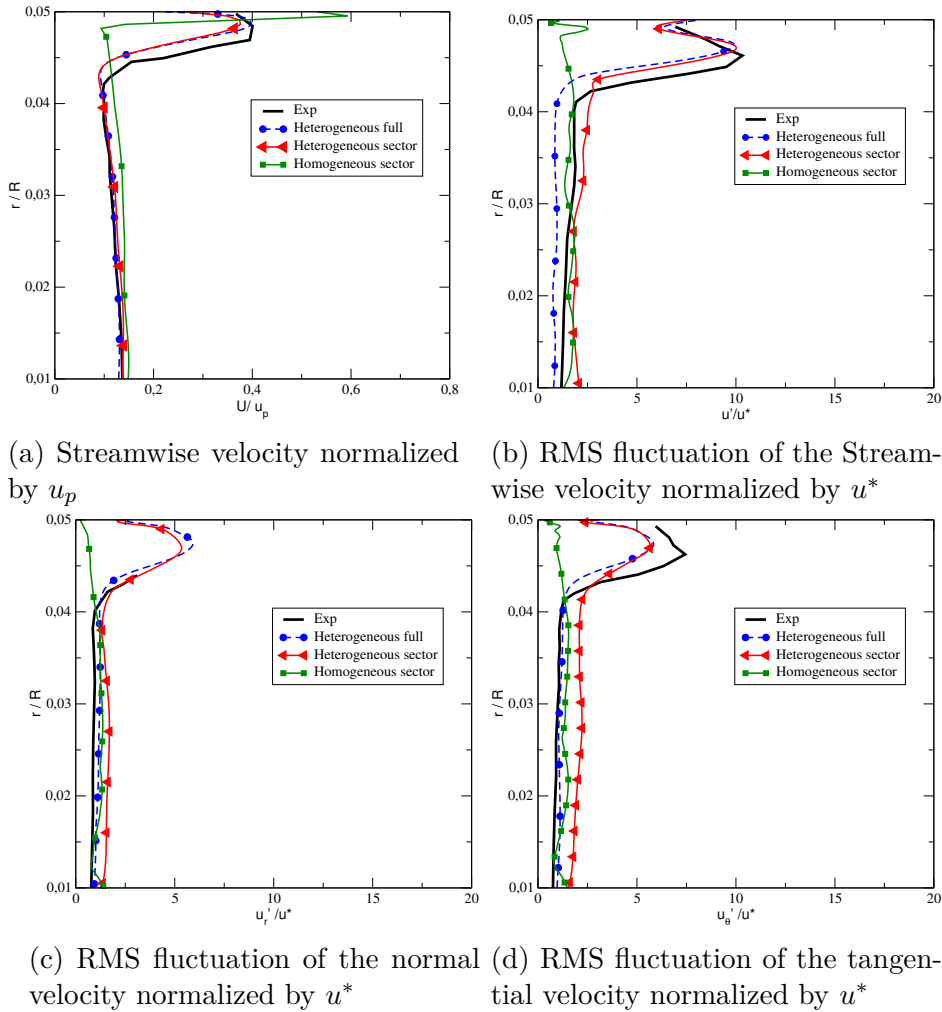 0,05
0,04
0,03
0,02
0,01
r / R
0
0,2
0,4
0,6
0,8
U/ u_p
Exp
Heterogeneous full
Heterogeneous sector
Homogeneous sector
(a) Streamwise velocity normalized
by u_p
0,05
0,04
0,03
0,02
0,01
r / R
0
5
10
15
20
u'/u*
Exp
Heterogeneous full
Heterogeneous sector
Homogeneous sector
(b) RMS fluctuation of the Stream-
wise velocity normalized by u*
0,05
0,04
0,03
0,02
0,01
r / R
0
5
10
15
20
u_r'/u*
Exp
Heterogeneous full
Heterogeneous sector
Homogeneous sector
(c) RMS fluctuation of the normal
velocity normalized by u*
0,05
0,04
0,03
0,02
0,01
r / R
0
5
10
15
20
u_θ'/u*
Exp
Heterogeneous full
Heterogeneous sector
Homogeneous sector
(d) RMS fluctuation of the tangen-
tial velocity normalized by u*